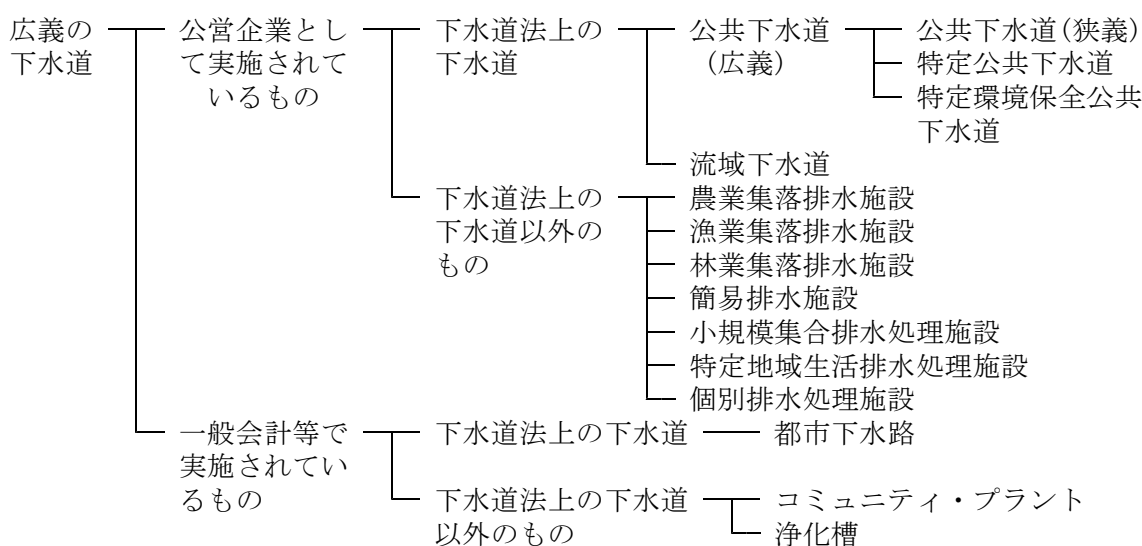 広義の下水道
公営企業として実施されているもの
下水道法上の下水道
公共下水道(広義)
公共下水道(狭義)
特定公共下水道
特定環境保全公共下水道
流域下水道
下水道法上の下水道以外のもの
農業集落排水施設
漁業集落排水施設
林業集落排水施設
簡易排水施設
小規模集合排水処理施設
特定地域生活排水処理施設
個別排水処理施設
一般会計等で実施されているもの
下水道法上の下水道
都市下水路
下水道法上の下水道以外のもの
コミュニティ・プラント
浄化槽